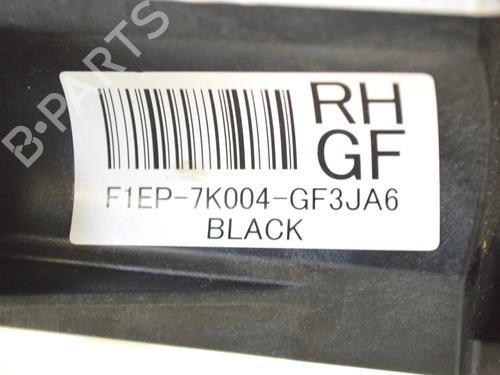 RH
GF
F1EP-7K004-GF3JA6
BLACK
B-PARTS